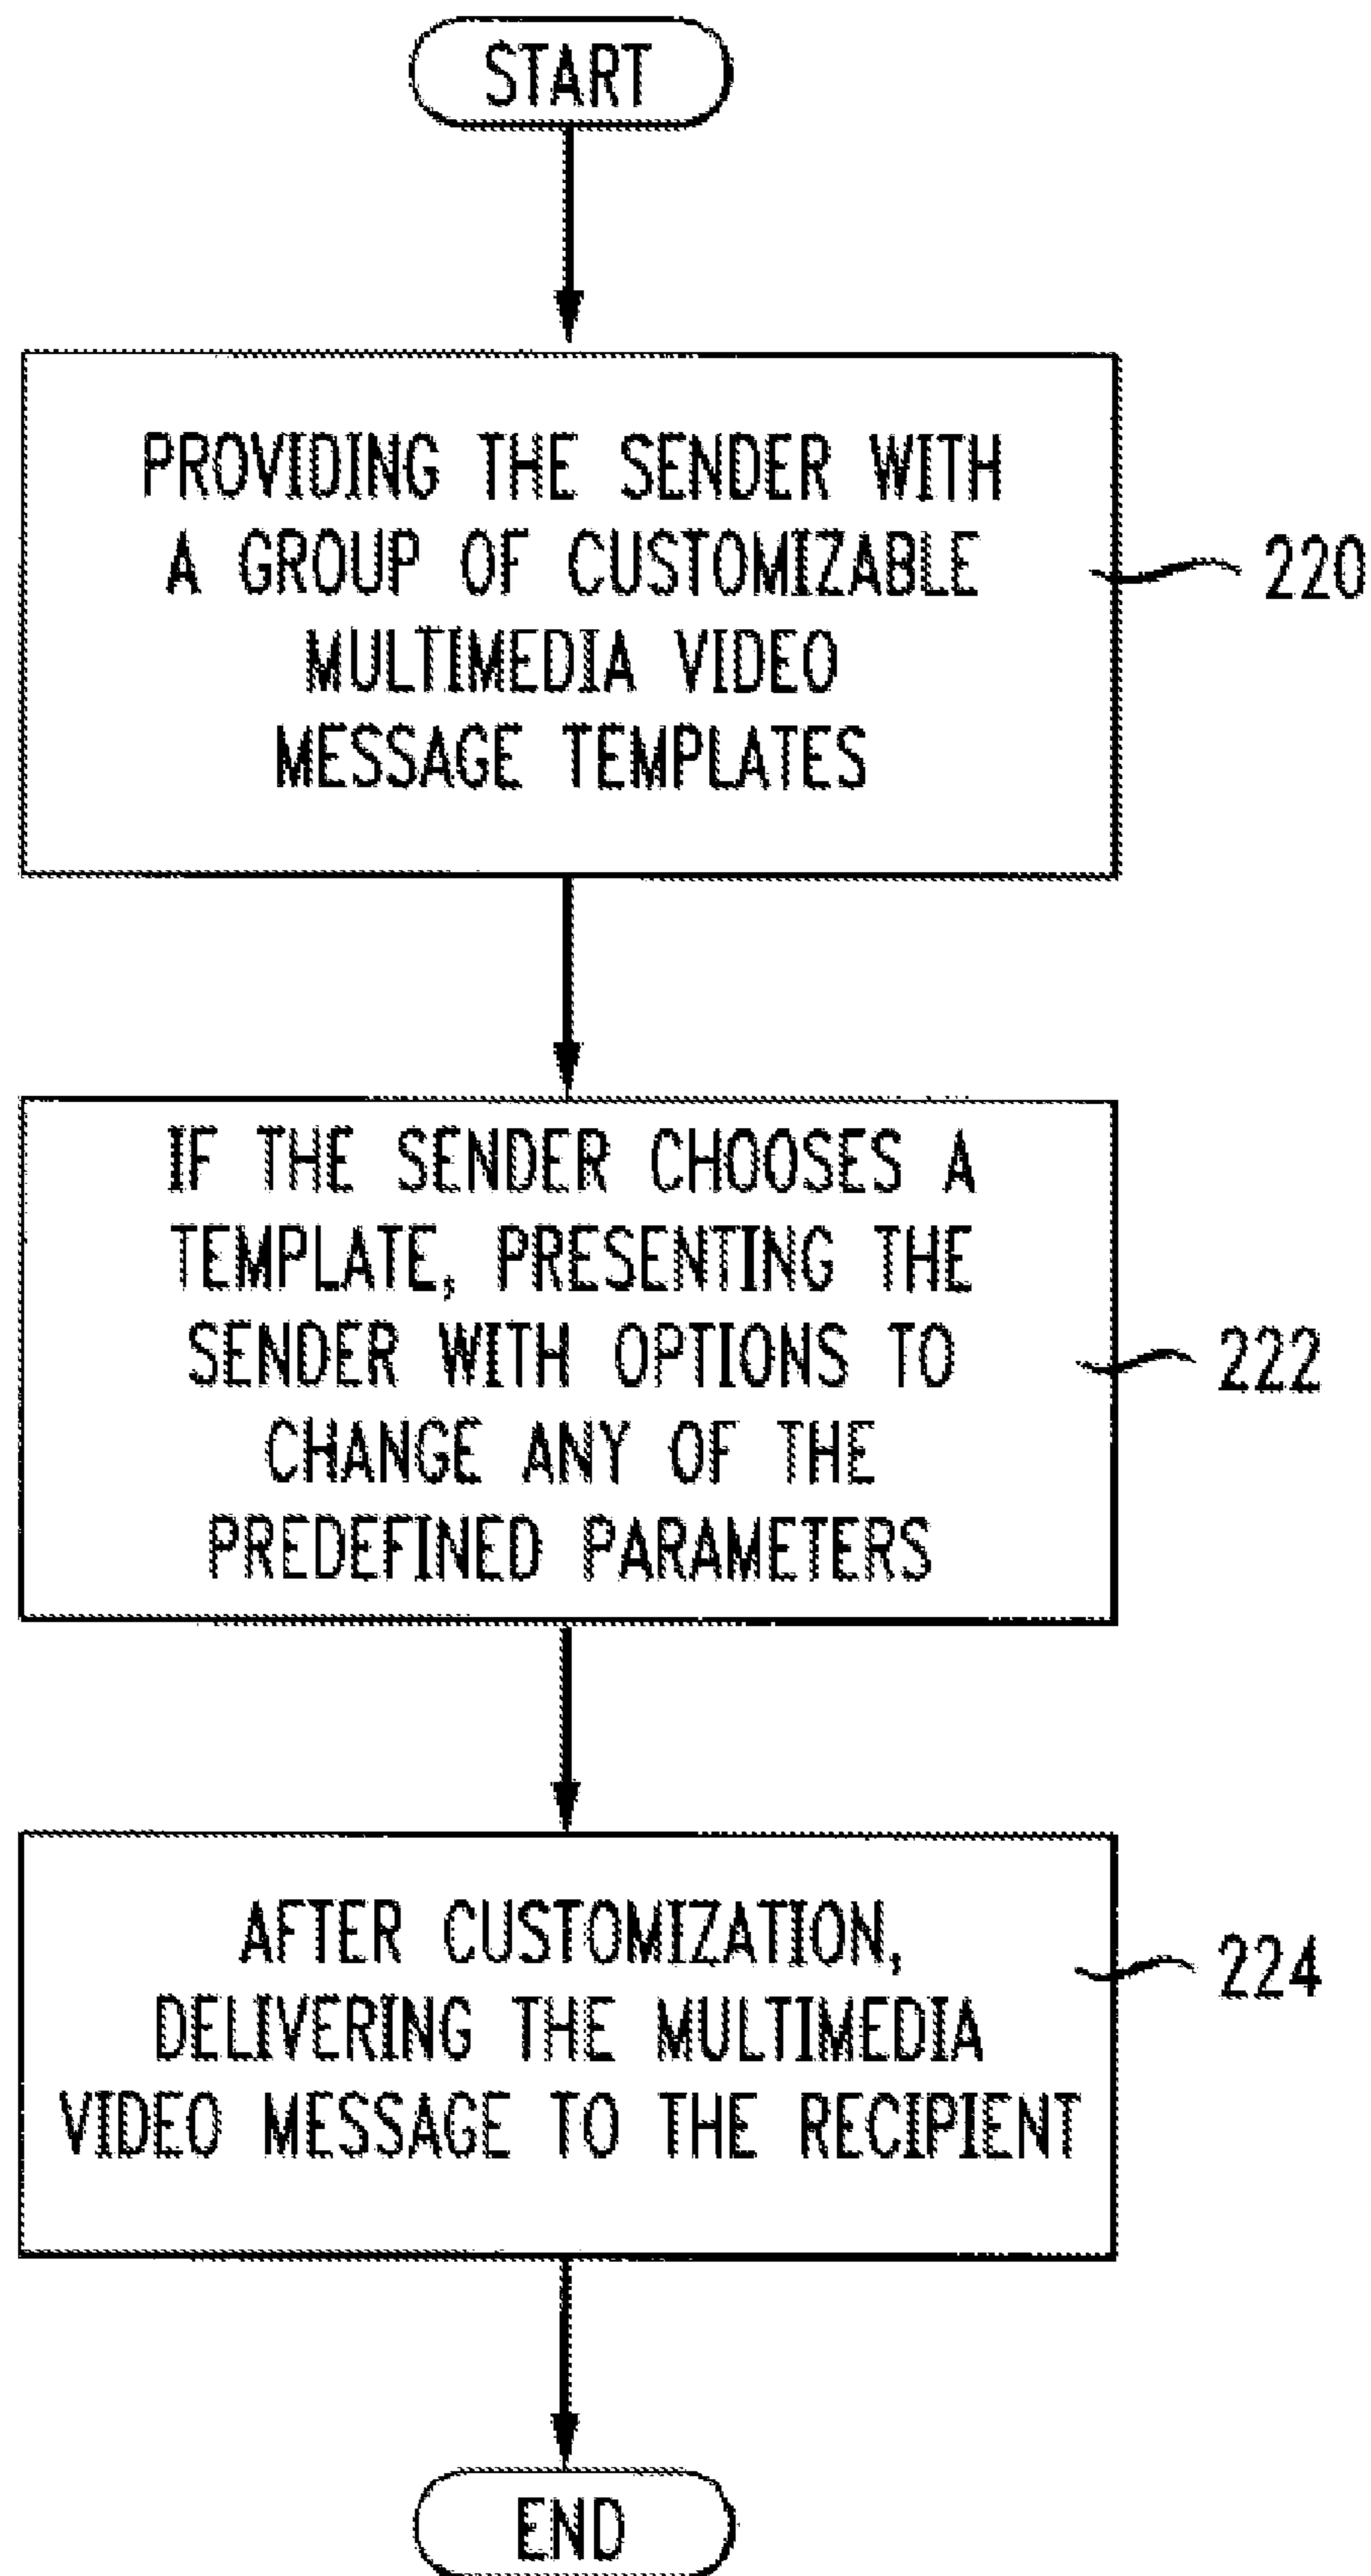 START
PROVIDING THE SENDER WITH
A GROUP OF CUSTOMIZABLE
MULTIMEDIA VIDEO
MESSAGE TEMPLATES
220
IF THE SENDER CHOOSES A
TEMPLATE, PRESENTING THE
SENDER WITH OPTIONS TO
CHANGE ANY OF THE
PREDEFINED PARAMETERS
222
AFTER CUSTOMIZATION,
DELIVERING THE MULTIMEDIA
VIDEO MESSAGE TO THE RECIPIENT
224
END